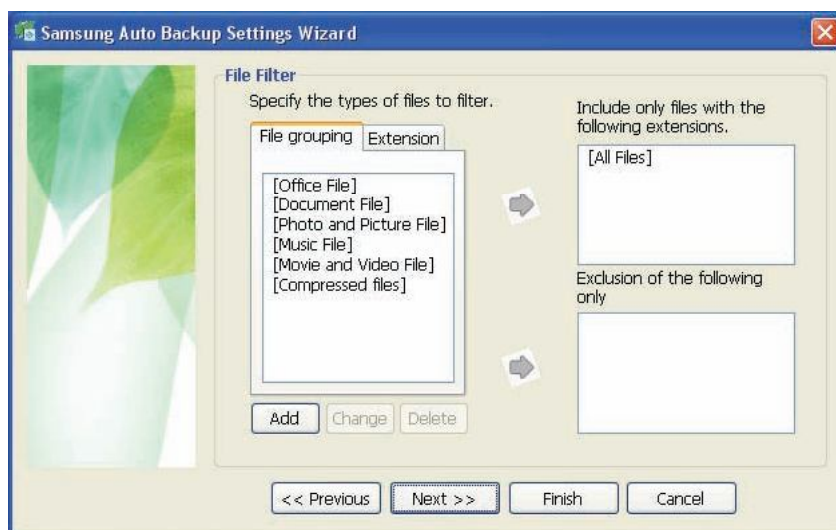 Samsung Auto Backup Settings Wizard
File Filter
Specify the types of files to filter.
File grouping
Extension
[Office File]
[Document File]
[Photo and Picture File]
[Music File]
[Movie and Video File]
[Compressed files]
Add
Change
Delete
Include only files with the
following extensions.
[All Files]
Exclusion of the following
only
<< Previous
Next >>
Finish
Cancel